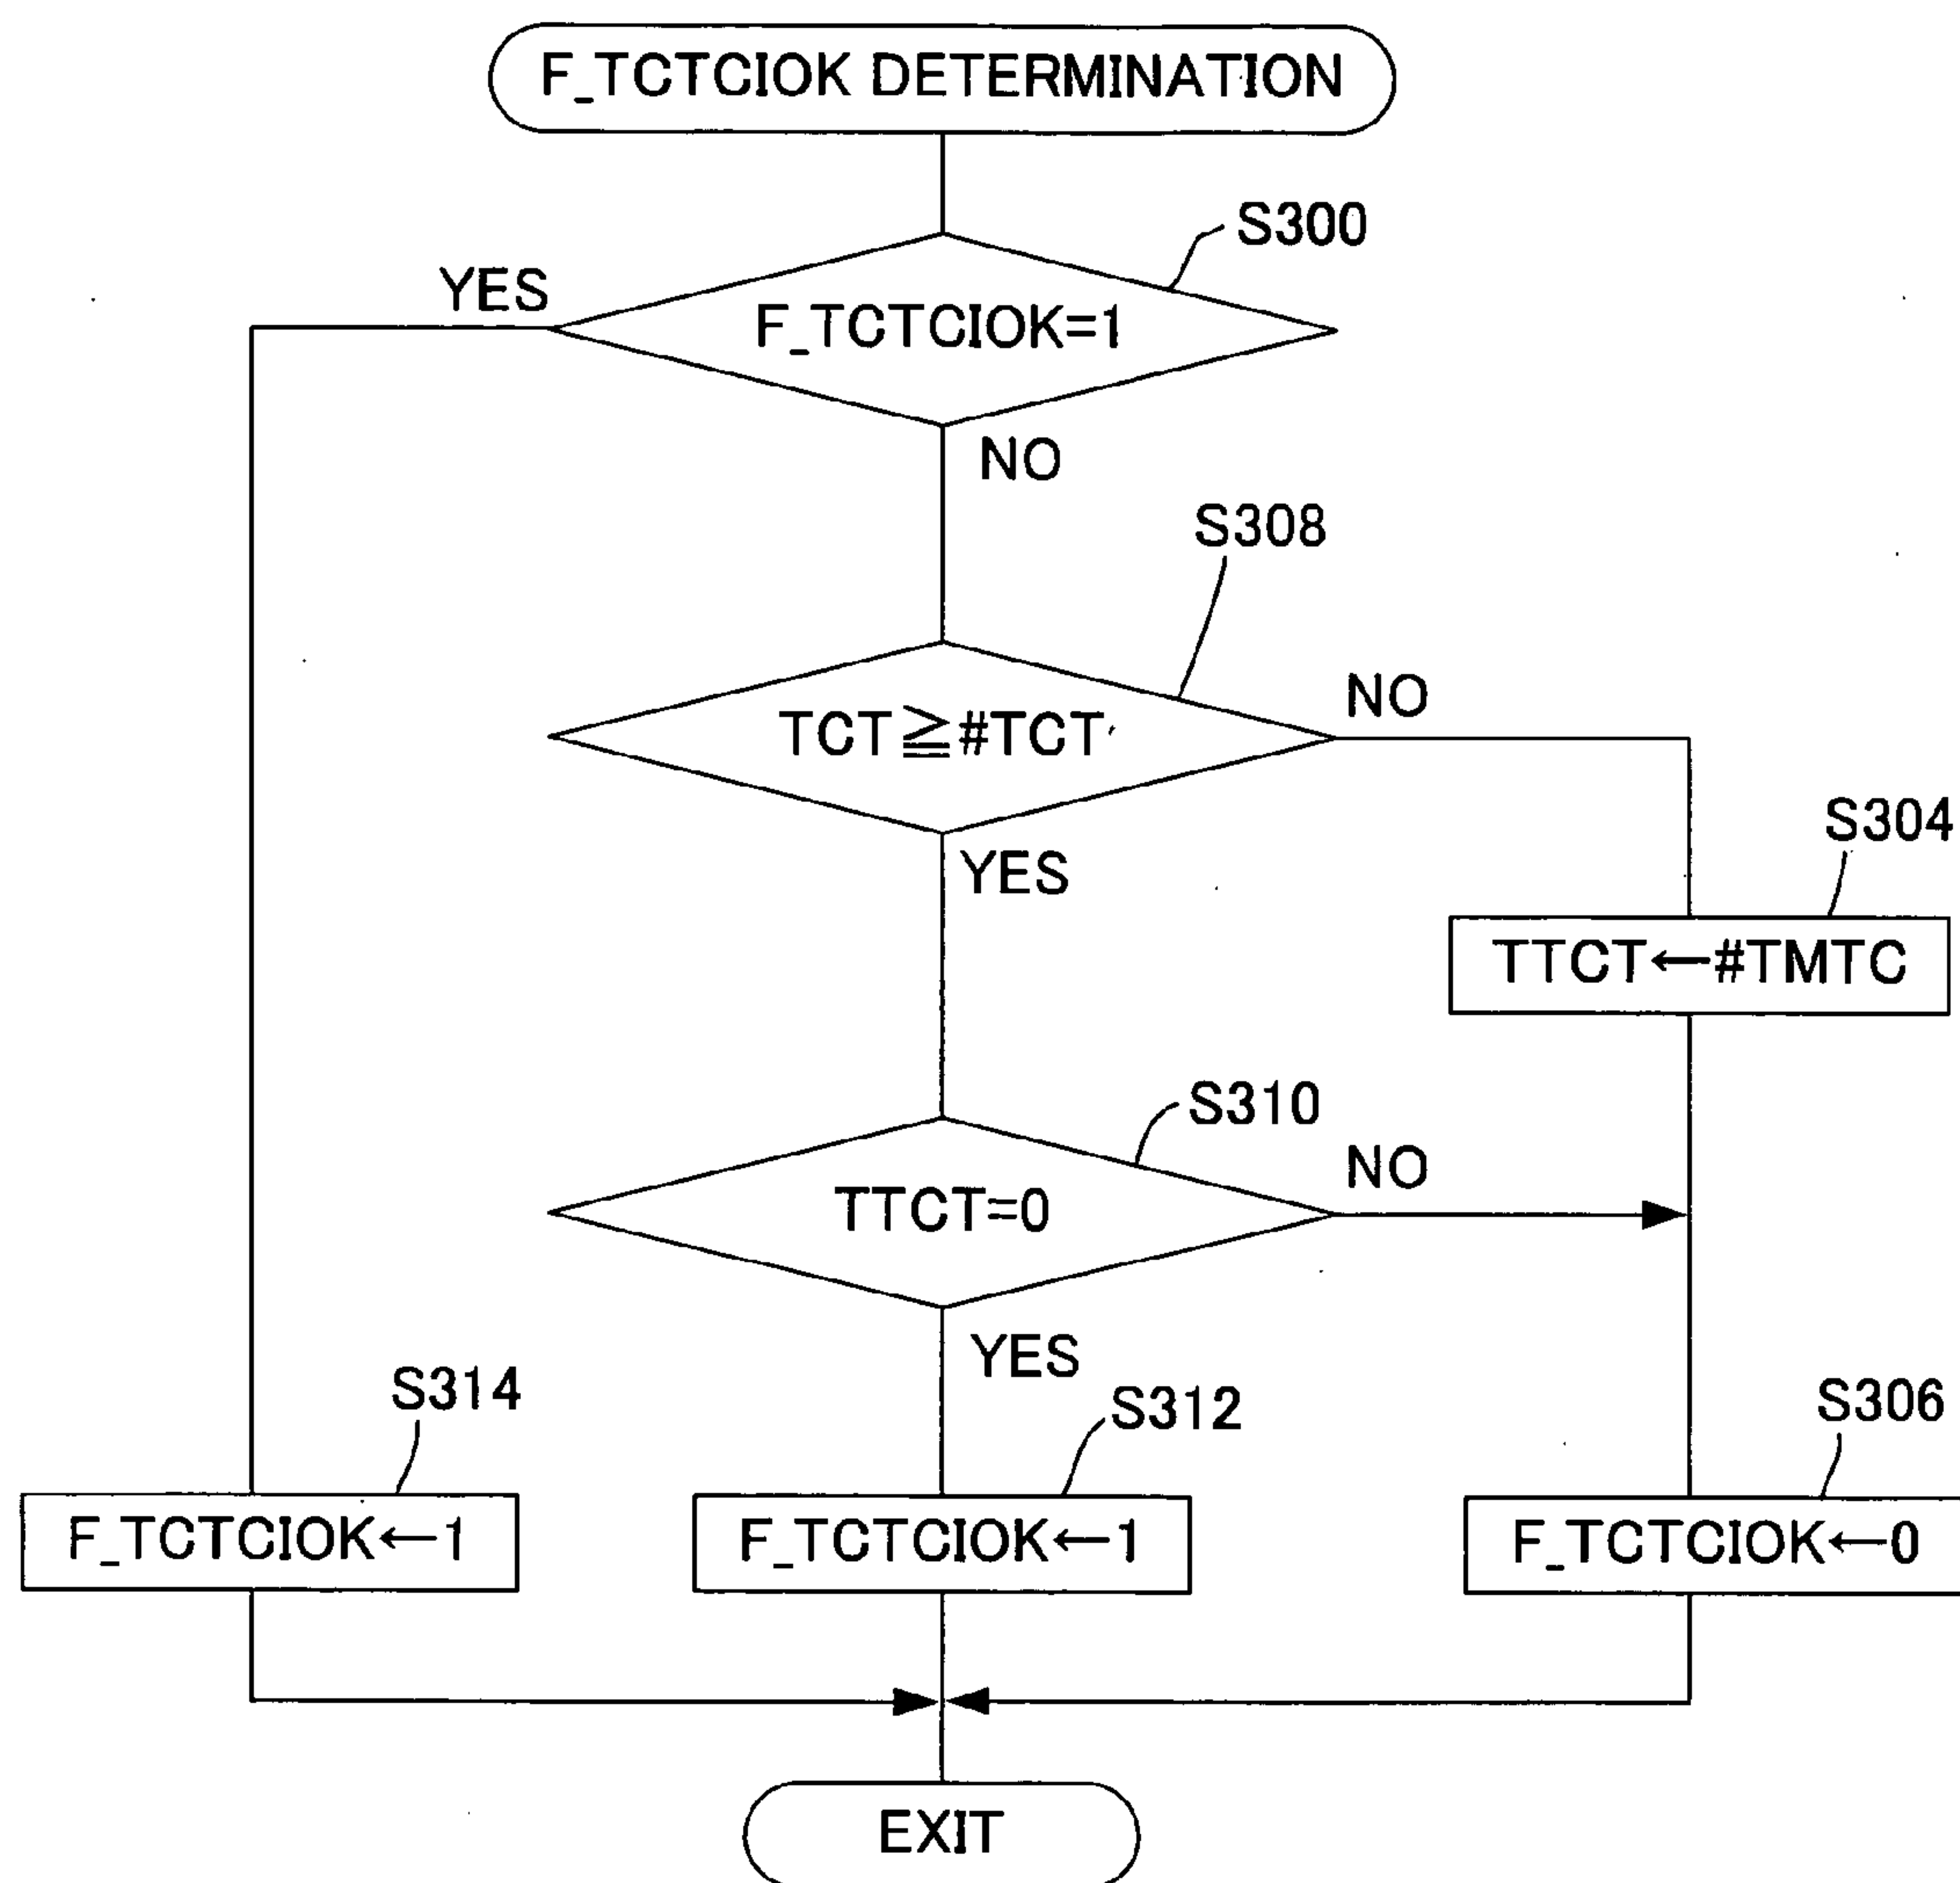 F_TCTCIOK DETERMINATION
S300
YES
F_TCTCIOK=1
NO
S308
TCT≧#TCT
NO
YES
S304
TTCT←#TMTC
S310
TTCT=0
NO
YES
S314
S312
S306
F_TCTCIOK←1
F_TCTCIOK←1
F_TCTCIOK←0
EXIT